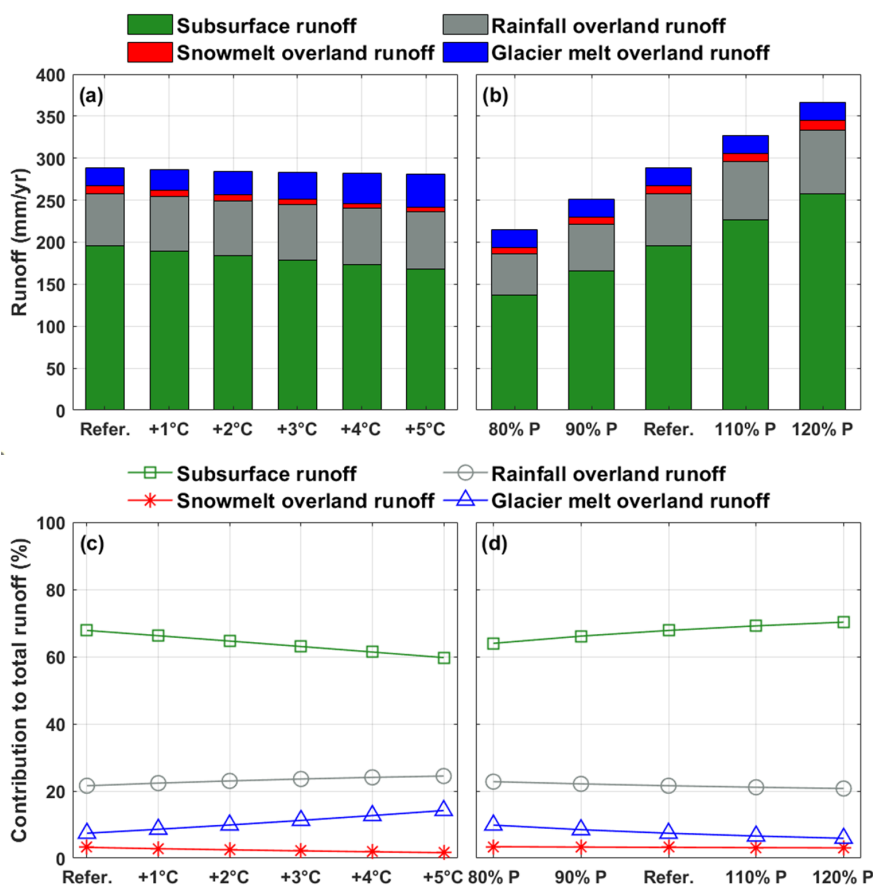 Subsurface runoff Rainfall overland runoff
Snowmelt overland runoff Glacier melt overland runoff
(a) (b)
Runoff (mm/yr)
400
350
300
250
200
150
100
50
0
Refer. +1°C +2°C +3°C +4°C +5°C 80% P 90% P Refer. 110% P 120% P
Subsurface runoff Rainfall overland runoff
Snowmelt overland runoff Glacier melt overland runoff
(c) (d)
Contribution to total runoff (%)
100
80
60
40
20
0
Refer. +1°C +2°C +3°C +4°C +5°C 80% P 90% P Refer. 110% P 120% P